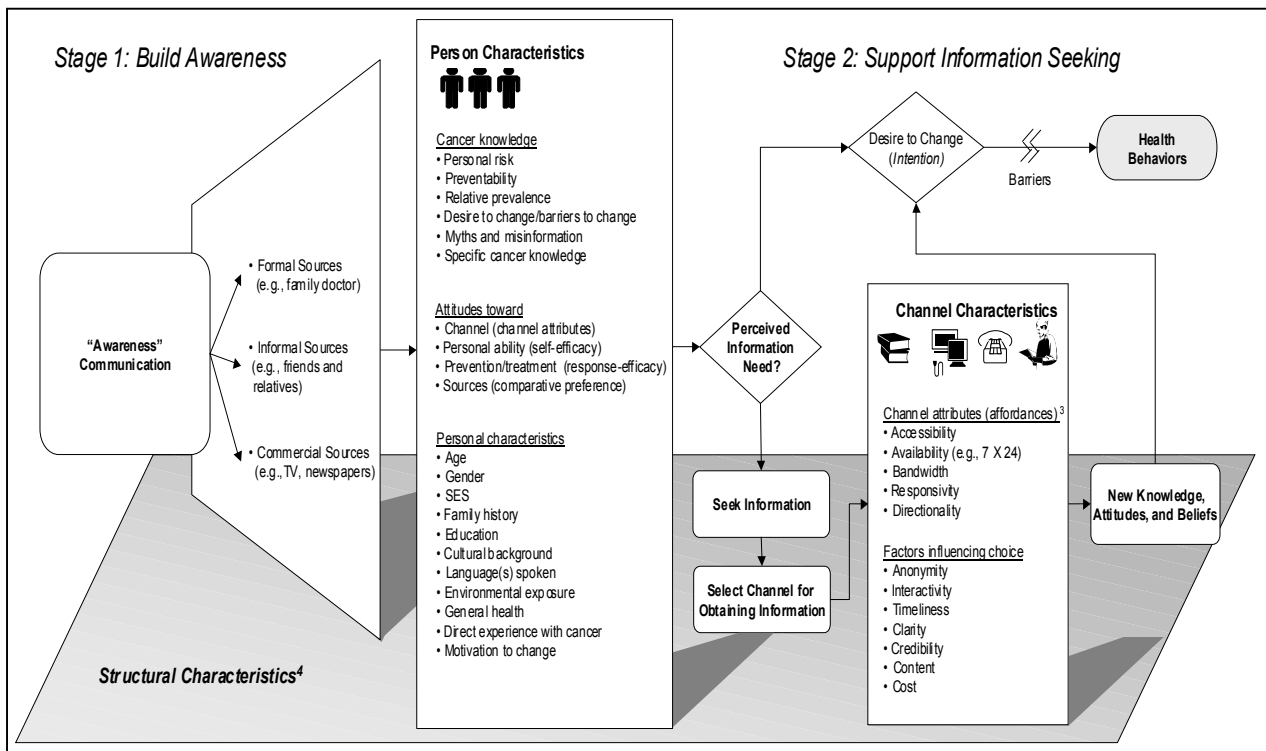 Stage 1: Build Awareness
"Awareness"
Communication
• Formal Sources
(e.g., family doctor)
• Informal Sources
(e.g., friends and
relatives)
• Commercial Sources
(e.g., TV, newspapers)
Person Characteristics
Cancer knowledge
• Personal risk
• Preventability
• Relative prevalence
• Desire to change/barriers to change
• Myths and misinformation
• Specific cancer knowledge
Attitudes toward
• Channel (channel attributes)
• Personal ability (self-efficacy)
• Prevention/treatment (response-efficacy)
• Sources (comparative preference)
Personal characteristics
• Age
• Gender
• SES
• Family history
• Education
• Cultural background
• Language(s) spoken
• Environmental exposure
• General health
• Direct experience with cancer
• Motivation to change
Stage 2: Support Information Seeking
Perceived
Information
Need?
Desire to Change
(Intention)
Barriers
Health
Behaviors
Seek Information
Select Channel for
Obtaining Information
Channel Characteristics
Channel attributes (affordances) 3
• Accessibility
• Availability (e.g., 7 X 24)
• Bandwidth
• Responsivity
• Directionality
Factors influencing choice
• Anonymity
• Interactivity
• Timeliness
• Clarity
• Credibility
• Content
• Cost
New Knowledge,
Attitudes, and Beliefs
Structural Characteristics4